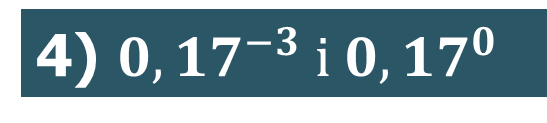 4) 0, 17⁻³ i 0, 17⁰